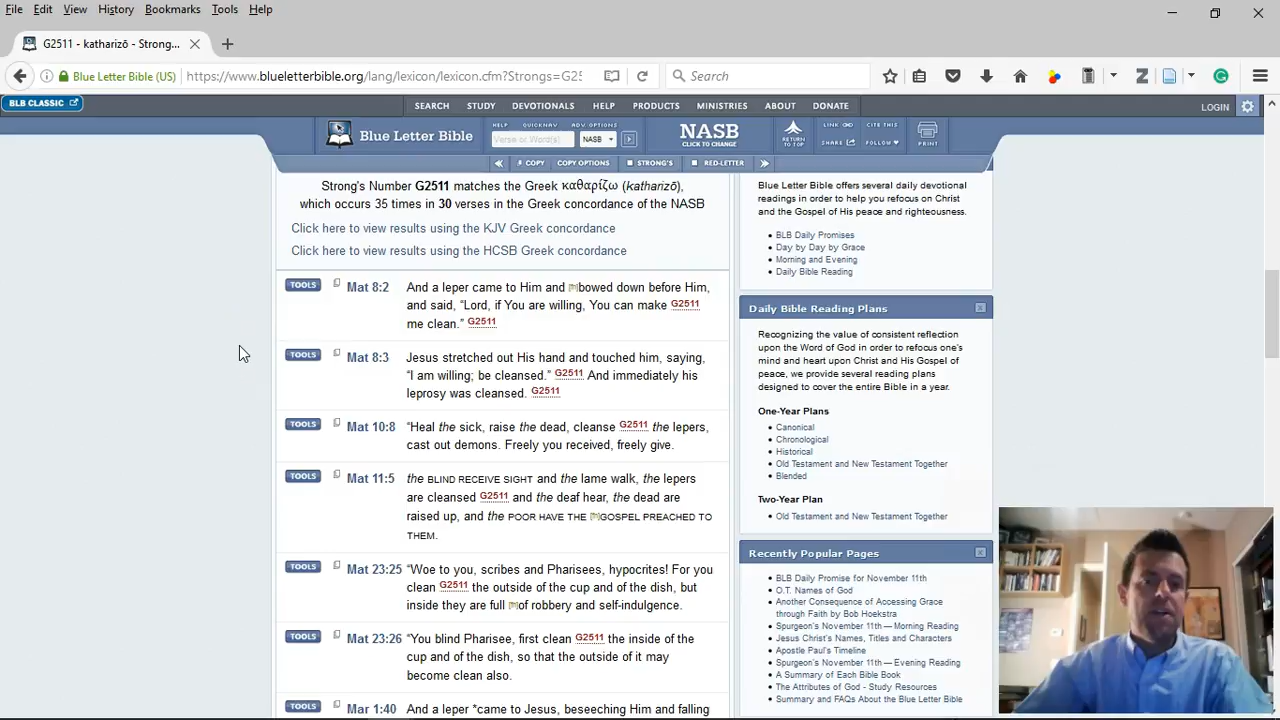 File Edit View History Bookmarks Tools Help
G2511 - katharizō - Strong...
Blue Letter Bible (US) https://www.blueletterbible.org/lang/lexicon/lexicon.cfm?Strongs=G25 Search
BLB CLASSIC SEARCH STUDY DEVOTIONALS HELP PRODUCTS MINISTRIES ABOUT DONATE LOGIN
HELP QUICKNAV ADV. OPTIONS
Blue Letter Bible Verse or Word(s) NASB
NASB
CLICK TO CHANGE
RETURN
TO TOP
LINK CITE THIS
SHARE FOLLOW PRINT
COPY COPY OPTIONS STRONG'S RED-LETTER
Strong's Number G2511 matches the Greek καθαρίζω (katharizō),
which occurs 35 times in 30 verses in the Greek concordance of the NASB
Click here to view results using the KJV Greek concordance
Click here to view results using the HCSB Greek concordance
TOOLS Mat 8:2 And a leper came to Him and bowed down before Him,
and said, “Lord, if You are willing, You can make G2511
me clean.” G2511
TOOLS Mat 8:3 Jesus stretched out His hand and touched him, saying,
“I am willing; be cleansed.” G2511 And immediately his
leprosy was cleansed. G2511
TOOLS Mat 10:8 “Heal the sick, raise the dead, cleanse G2511 the lepers,
cast out demons. Freely you received, freely give.
TOOLS Mat 11:5 the BLIND RECEIVE SIGHT and the lame walk, the lepers
are cleansed G2511 and the deaf hear, the dead are
raised up, and the POOR HAVE THE GOSPEL PREACHED TO
THEM.
TOOLS Mat 23:25 “Woe to you, scribes and Pharisees, hypocrites! For you
clean G2511 the outside of the cup and of the dish, but
inside they are full of robbery and self-indulgence.
TOOLS Mat 23:26 “You blind Pharisee, first clean G2511 the inside of the
cup and of the dish, so that the outside of it may
become clean also.
TOOLS Mar 1:40 And a leper *came to Jesus, beseeching Him and falling
Blue Letter Bible offers several daily devotional
readings in order to help you refocus on Christ
and the Gospel of His peace and righteousness.
• BLB Daily Promises
• Day by Day by Grace
• Morning and Evening
• Daily Bible Reading
Daily Bible Reading Plans
Recognizing the value of consistent reflection
upon the Word of God in order to refocus one's
mind and heart upon Christ and His Gospel of
peace, we provide several reading plans
designed to cover the entire Bible in a year.
One-Year Plans
• Canonical
• Chronological
• Historical
• Old Testament and New Testament Together
• Blended
Two-Year Plan
• Old Testament and New Testament Together
Recently Popular Pages
• BLB Daily Promise for November 11th
• O.T. Names of God
• Another Consequence of Accessing Grace
through Faith by Bob Hoekstra
• Spurgeon's November 11th — Morning Reading
• Jesus Christ's Names, Titles and Characters
• Apostle Paul's Timeline
• Spurgeon's November 11th — Evening Reading
• A Summary of Each Bible Book
• The Attributes of God - Study Resources
• Summary and FAQs About the Blue Letter Bible